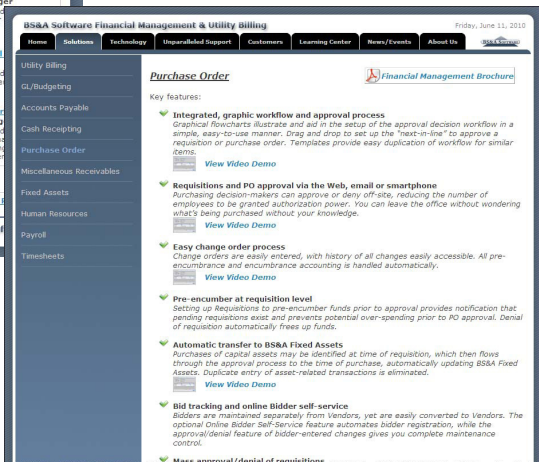 BS&A Software Financial Management & Utility Billing
Friday, June 11, 2010
Home Solutions Technology Unparalleled Support Customers Learning Center News/Events About Us BS&A Software
Utility Billing
GL/Budgeting
Accounts Payable
Cash Receipting
Purchase Order
Miscellaneous Receivables
Fixed Assets
Human Resources
Payroll
Timesheets
Purchase Order
Financial Management Brochure
Key features:
Integrated, graphic workflow and approval process
Graphical flowcharts illustrate and aid in the setup of the approval decision workflow in a
simple, easy-to-use manner. Drag and drop to set up the "next-in-line" to approve a
requisition or purchase order. Templates provide easy duplication of workflow for similar
items.
View Video Demo
Requisitions and PO approval via the Web, email or smartphone
Purchasing decision-makers can approve or deny off-site, reducing the number of
employees to be granted authorization power. You can leave the office without wondering
what's being purchased without your knowledge.
View Video Demo
Easy change order process
Change orders are easily entered, with history of all changes easily accessible. All pre-
encumbrance and encumbrance accounting is handled automatically.
View Video Demo
Pre-encumber at requisition level
Setting up Requisitions to pre-encumber funds prior to approval provides notification that
pending requisitions exist and prevents potential over-spending prior to PO approval. Denial
of requisition automatically frees up funds.
Automatic transfer to BS&A Fixed Assets
Purchases of capital assets may be identified at time of requisition, which then flows
through the approval process to the time of purchase, automatically updating BS&A Fixed
Assets. Duplicate entry of asset-related transactions is eliminated.
View Video Demo
Bid tracking and online Bidder self-service
Bidders are maintained separately from Vendors, yet are easily converted to Vendors. The
optional Online Bidder Self-Service feature automates bidder registration, while the
approval/denial feature of bidder-entered changes gives you complete maintenance
control.
Mass approval/denial of requisitions